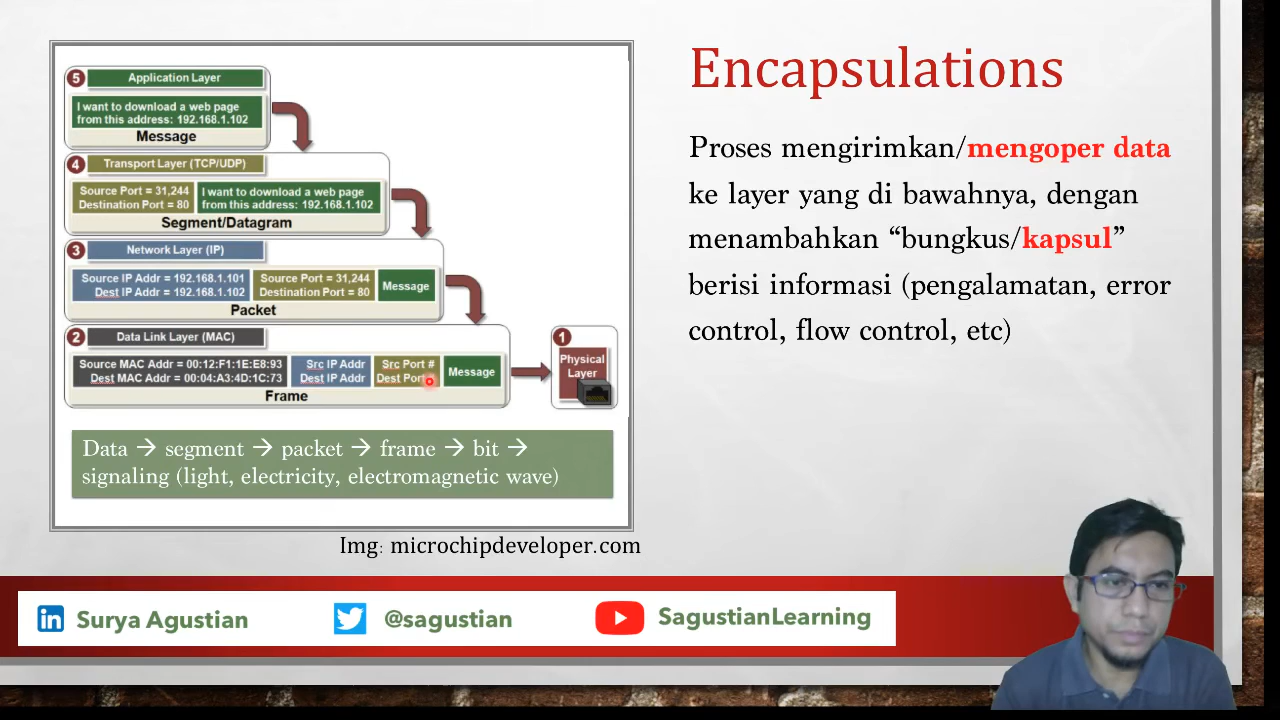 5 Application Layer
I want to download a web page
from this address: 192.168.1.102
Message
4 Transport Layer (TCP/UDP)
Source Port = 31,244
Destination Port = 80
I want to download a web page
from this address: 192.168.1.102
Segment/Datagram
3 Network Layer (IP)
Source IP Addr = 192.168.1.101
Dest IP Addr = 192.168.1.102
Source Port = 31,244
Destination Port = 80
Message
Packet
2 Data Link Layer (MAC)
Source MAC Addr = 00:12:F1:1E:E8:93
Dest MAC Addr = 00:04:A3:4D:1C:73
Src IP Addr
Dest IP Addr
Src Port #
Dest Port
Message
Frame
1
Physical
Layer
Data → segment → packet → frame → bit →
signaling (light, electricity, electromagnetic wave)
Img: microchipdeveloper.com
Encapsulations
Proses mengirimkan/mengoper data
ke layer yang di bawahnya, dengan
menambahkan “bungkus/kapsul”
berisi informasi (pengalamatan, error
control, flow control, etc)
in Surya Agustian @sagustian SagustianLearning